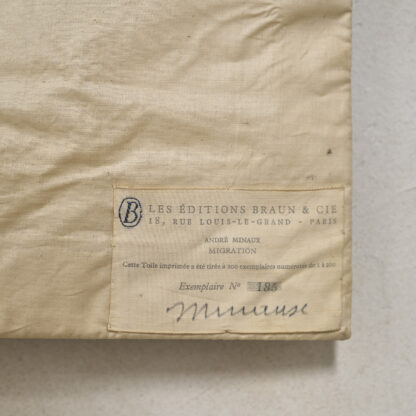 B LES ÉDITIONS BRAUN & CIE
18, RUE LOUIS-LE-GRAND - PARIS
ANDRÉ MINAUX
MIGRATION
Cette Toile imprimée a été tirée à 200 exemplaires numérotés de 1 à 200
Exemplaire Nº 185